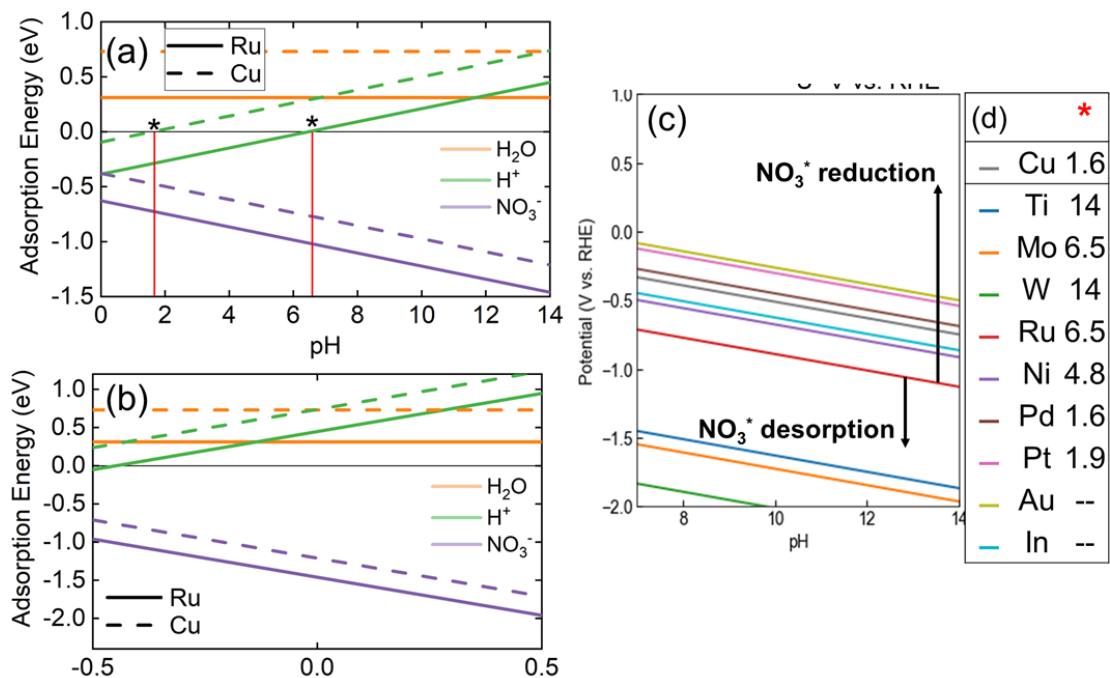 (a)
Ru
Cu
*
*
H₂O
H⁺
NO₃⁻
Adsorption Energy (eV)
1.0
0.5
0.0
-0.5
-1.0
-1.5
0 2 4 6 8 10 12 14
pH
(b)
H₂O
H⁺
NO₃⁻
Ru
Cu
Adsorption Energy (eV)
1.0
0.5
0.0
-0.5
-1.0
-1.5
-2.0
-0.5 0.0 0.5
(c)
NO₃* reduction
NO₃* desorption
Potential (V vs. RHE)
1.0
0.5
0.0
−0.5
−1.0
−1.5
−2.0
8 10 12 14
pH
(d) *
Cu 1.6
Ti 14
Mo 6.5
W 14
Ru 6.5
Ni 4.8
Pd 1.6
Pt 1.9
Au --
In --